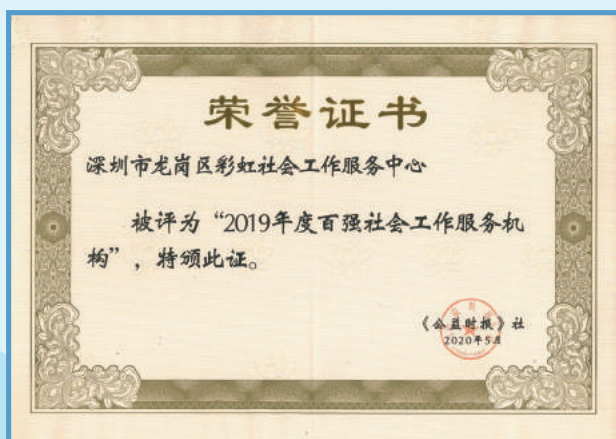 荣誉证书
深圳市龙岗区彩虹社会工作服务中心
被评为“2019年度百强社会工作服务机
构”，特颁此证。
《公益时报》社
2020年5月